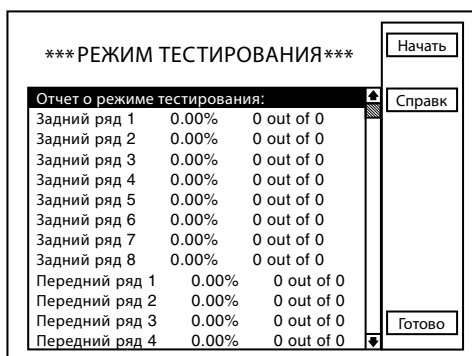 ***РЕЖИМ ТЕСТИРОВАНИЯ***
Начать
Справк
Отчет о режиме тестирования:
Задний ряд 1 0.00% 0 out of 0
Задний ряд 2 0.00% 0 out of 0
Задний ряд 3 0.00% 0 out of 0
Задний ряд 4 0.00% 0 out of 0
Задний ряд 5 0.00% 0 out of 0
Задний ряд 6 0.00% 0 out of 0
Задний ряд 7 0.00% 0 out of 0
Задний ряд 8 0.00% 0 out of 0
Передний ряд 1 0.00% 0 out of 0
Передний ряд 2 0.00% 0 out of 0
Передний ряд 3 0.00% 0 out of 0
Передний ряд 4 0.00% 0 out of 0
Готово